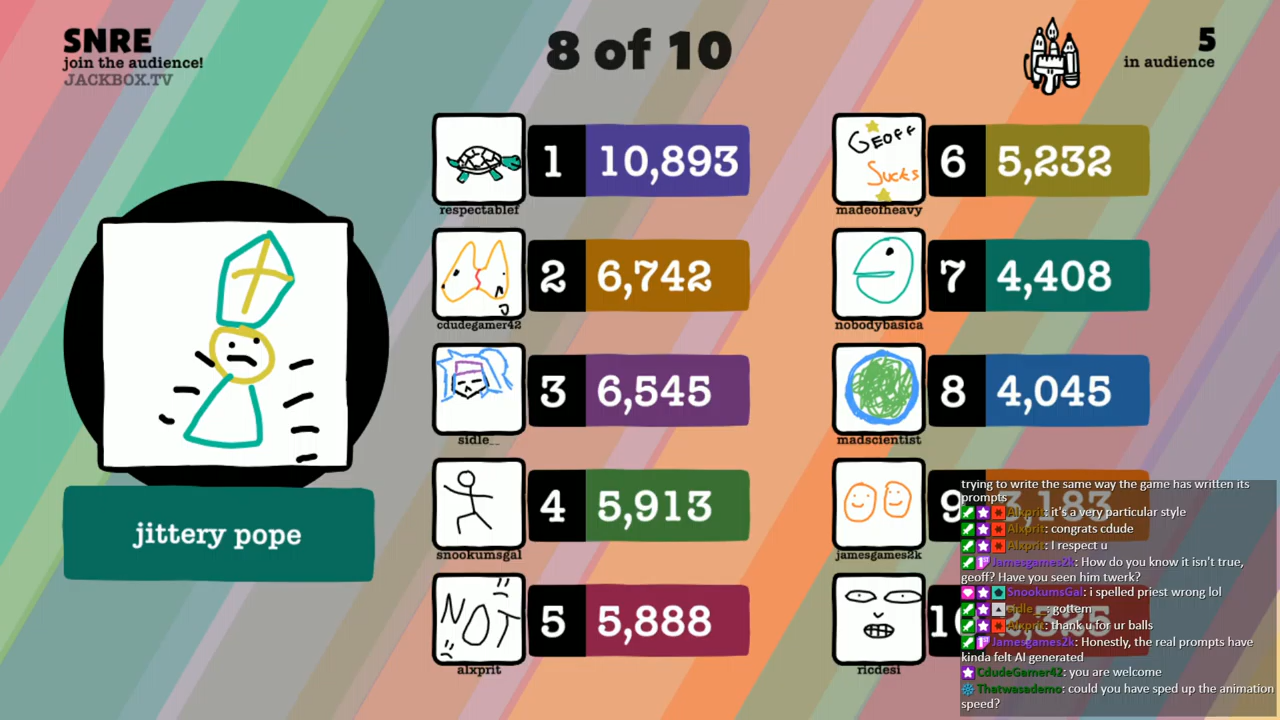 SNRE
join the audience!
JACKBOX.TV
8 of 10
5
in audience
jittery pope
1 10,893
respectablef
2 6,742
cdudegamer42
3 6,545
sidle__
4 5,913
snookumsgal
NOT
5 5,888
alxprit
GEOFF
Sucks
6 5,232
madeofheavy
7 4,408
nobodybasica
8 4,045
madscientist
9 3,183
jamesgames2k
10
ricdesi
trying to write the same way the game has written its
prompts
Alxprit: it's a very particular style
Alxprit: congrats cdude
Alxprit: I respect u
Jamesgames2k: How do you know it isn't true,
geoff? Have you seen him twerk?
SnookumsGal: i spelled priest wrong lol
sidle__: gottem
Alxprit: thank u for ur balls
Jamesgames2k: Honestly, the real prompts have
kinda felt AI generated
CdudeGamer42: you are welcome
Thatwasademo: could you have sped up the animation
speed?